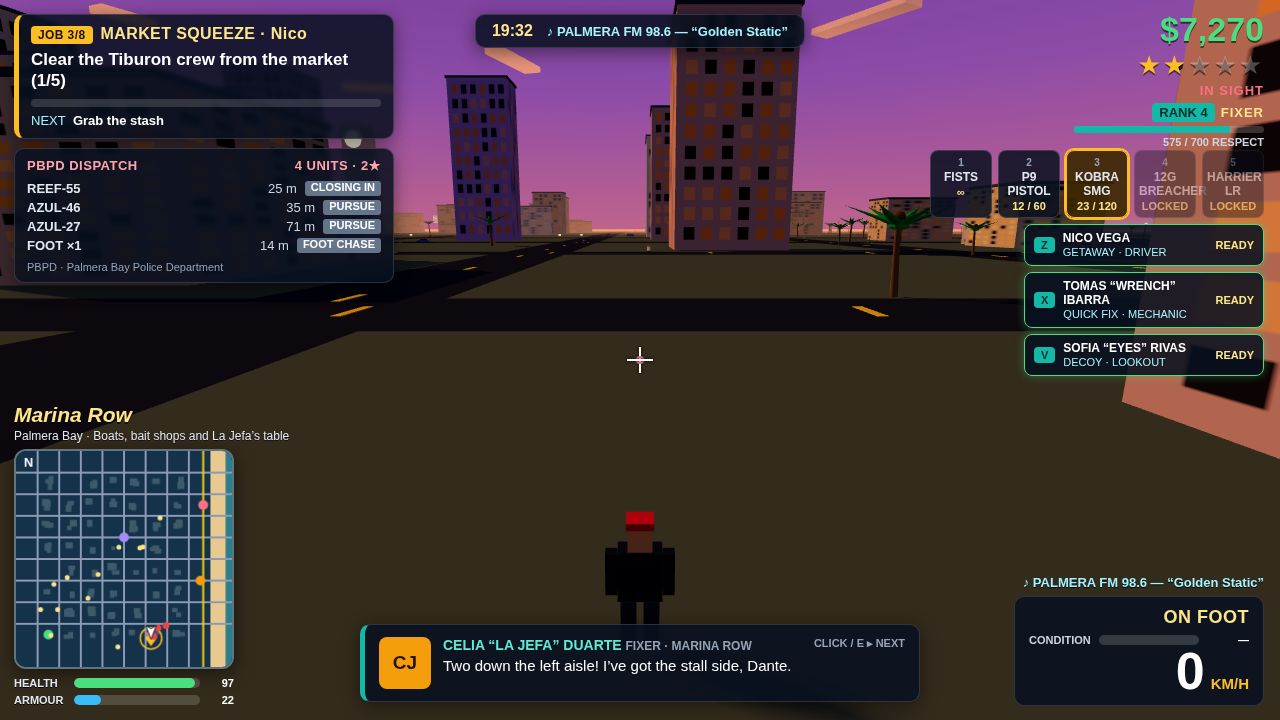 JOB 3/8 MARKET SQUEEZE · Nico
Clear the Tiburon crew from the market
(1/5)
NEXT Grab the stash
PBPD DISPATCH 4 UNITS · 2★
REEF-55 25 m CLOSING IN
AZUL-46 35 m PURSUE
AZUL-27 71 m PURSUE
FOOT ×1 14 m FOOT CHASE
PBPD · Palmera Bay Police Department
19:32 ♪ PALMERA FM 98.6 — “Golden Static”
$7,270
★★★★★
IN SIGHT
RANK 4 FIXER
575 / 700 RESPECT
1
FISTS
∞
2
P9
PISTOL
12 / 60
3
KOBRA
SMG
23 / 120
4
12G
BREACHER
LOCKED
5
HARRIER
LR
LOCKED
Z NICO VEGA
GETAWAY · DRIVER
READY
X TOMAS “WRENCH”
IBARRA
QUICK FIX · MECHANIC
READY
V SOFIA “EYES” RIVAS
DECOY · LOOKOUT
READY
Marina Row
Palmera Bay · Boats, bait shops and La Jefa’s table
N
HEALTH 97
ARMOUR 22
CJ
CELIA “LA JEFA” DUARTE FIXER · MARINA ROW
CLICK / E ▸ NEXT
Two down the left aisle! I’ve got the stall side, Dante.
♪ PALMERA FM 98.6 — “Golden Static”
ON FOOT
CONDITION —
0 KM/H